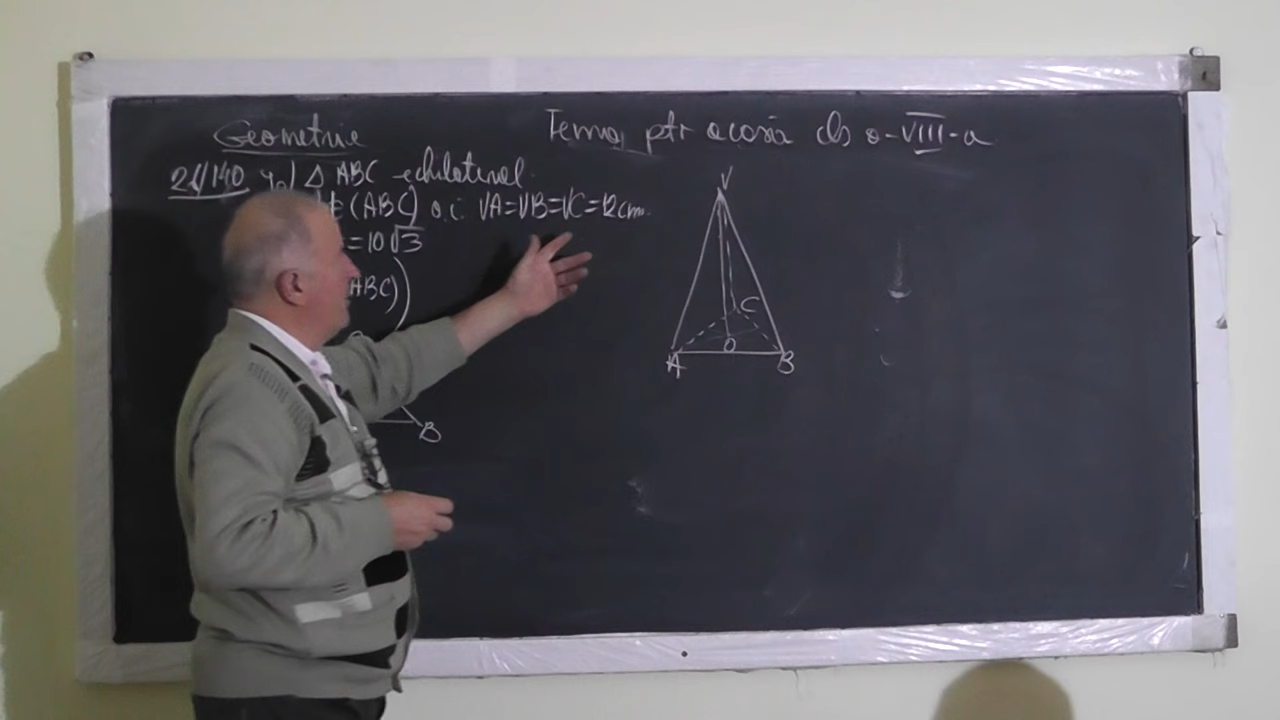 Geometrie
Tema ptr acasă cls a-VIII-a
21/140 Δ ABC echilateral.
(ABC) a.î. VA=VB=VC=12cm.
=10√3
ABC)
B
V
C
A
O
B